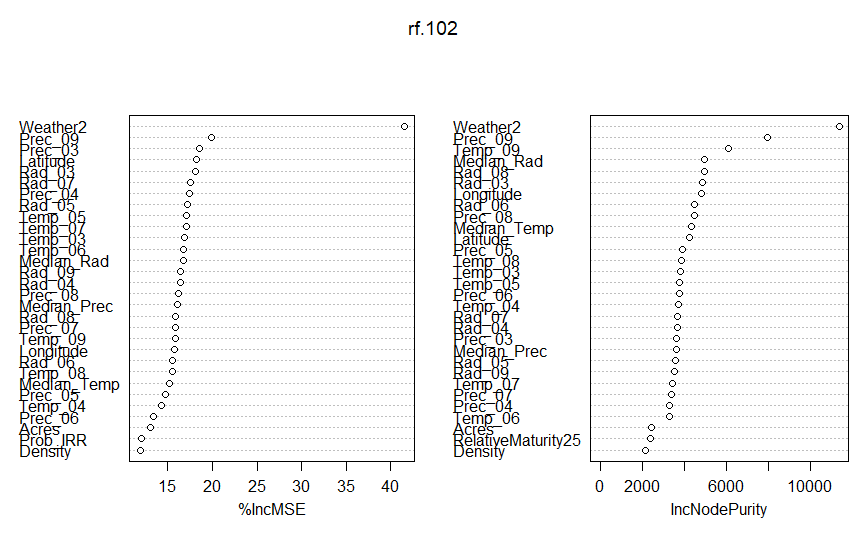 rf.102
Weather2
Prec_09
Prec_03
Latitude
Rad_03
Rad_07
Prec_04
Rad_05
Temp_05
Temp_07
Temp_03
Temp_06
Median_Rad
Rad_09
Rad_04
Prec_08
Median_Prec
Rad_08
Prec_07
Temp_09
Longitude
Rad_06
Temp_08
Median_Temp
Prec_05
Temp_04
Prec_06
Acres
Prob_IRR
Density
15 20 25 30 35 40
%IncMSE
Weather2
Prec_09
Temp_09
Median_Rad
Rad_08
Rad_03
Longitude
Rad_06
Prec_08
Median_Temp
Latitude
Prec_05
Temp_08
Temp_03
Temp_05
Prec_06
Temp_04
Rad_07
Rad_04
Prec_03
Median_Prec
Rad_05
Rad_09
Temp_07
Prec_07
Prec_04
Temp_06
Acres
RelativeMaturity25
Density
0 2000 6000 10000
IncNodePurity